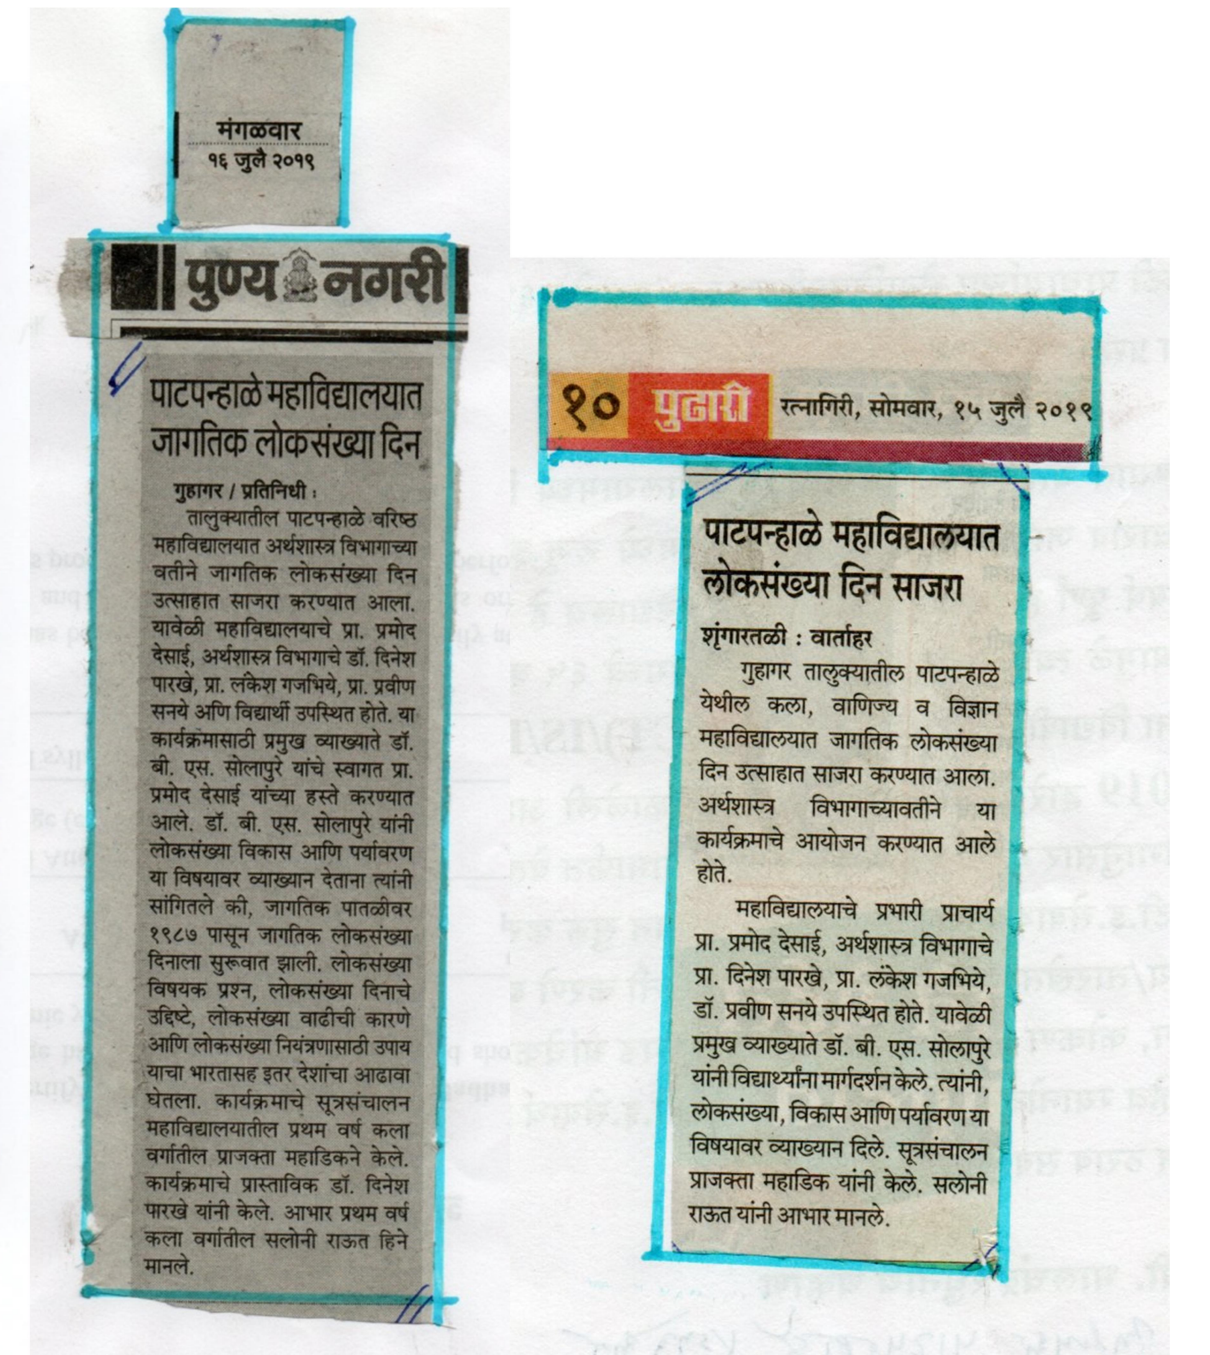 मंगळवार
१६ जुलै २०१९
पुण्य नगरी
पाटपन्हाळे महाविद्यालयात
जागतिक लोकसंख्या दिन
गुहागर / प्रतिनिधी :
तालुक्यातील पाटपन्हाळे वरिष्ठ
महाविद्यालयात अर्थशास्त्र विभागाच्या
वतीने जागतिक लोकसंख्या दिन
उत्साहात साजरा करण्यात आला.
यावेळी महाविद्यालयाचे प्रा. प्रमोद
देसाई, अर्थशास्त्र विभागाचे डॉ. दिनेश
पारखे, प्रा. लंकेश गजभिये, प्रा. प्रवीण
सनये अणि विद्यार्थी उपस्थित होते. या
कार्यक्रमासाठी प्रमुख व्याख्याते डॉ.
बी. एस. सोलापुरे यांचे स्वागत प्रा.
प्रमोद देसाई यांच्या हस्ते करण्यात
आले. डॉ. बी. एस. सोलापुरे यांनी
लोकसंख्या विकास आणि पर्यावरण
या विषयावर व्याख्यान देताना त्यांनी
सांगितले की, जागतिक पातळीवर
१९८७ पासून जागतिक लोकसंख्या
दिनाला सुरूवात झाली. लोकसंख्या
विषयक प्रश्न, लोकसंख्या दिनाचे
उद्दिष्टे, लोकसंख्या वाढीची कारणे
आणि लोकसंख्या नियंत्रणासाठी उपाय
याचा भारतासह इतर देशांचा आढावा
घेतला. कार्यक्रमाचे सूत्रसंचालन
महाविद्यालयातील प्रथम वर्ष कला
वर्गातील प्राजक्ता महाडिकने केले.
कार्यक्रमाचे प्रास्ताविक डॉ. दिनेश
पारखे यांनी केले. आभार प्रथम वर्ष
कला वर्गातील सलोनी राऊत हिने
मानले.
१० पुढारी रत्नागिरी, सोमवार, १५ जुलै २०१९
पाटपन्हाळे महाविद्यालयात
लोकसंख्या दिन साजरा
शृंगारतळी : वार्ताहर
गुहागर तालुक्यातील पाटपन्हाळे
येथील कला, वाणिज्य व विज्ञान
महाविद्यालयात जागतिक लोकसंख्या
दिन उत्साहात साजरा करण्यात आला.
अर्थशास्त्र विभागाच्यावतीने या
कार्यक्रमाचे आयोजन करण्यात आले
होते.
महाविद्यालयाचे प्रभारी प्राचार्य
प्रा. प्रमोद देसाई, अर्थशास्त्र विभागाचे
प्रा. दिनेश पारखे, प्रा. लंकेश गजभिये,
डॉ. प्रवीण सनये उपस्थित होते. यावेळी
प्रमुख व्याख्याते डॉ. बी. एस. सोलापुरे
यांनी विद्यार्थ्यांना मार्गदर्शन केले. त्यांनी,
लोकसंख्या, विकास आणि पर्यावरण या
विषयावर व्याख्यान दिले. सूत्रसंचालन
प्राजक्ता महाडिक यांनी केले. सलोनी
राऊत यांनी आभार मानले.